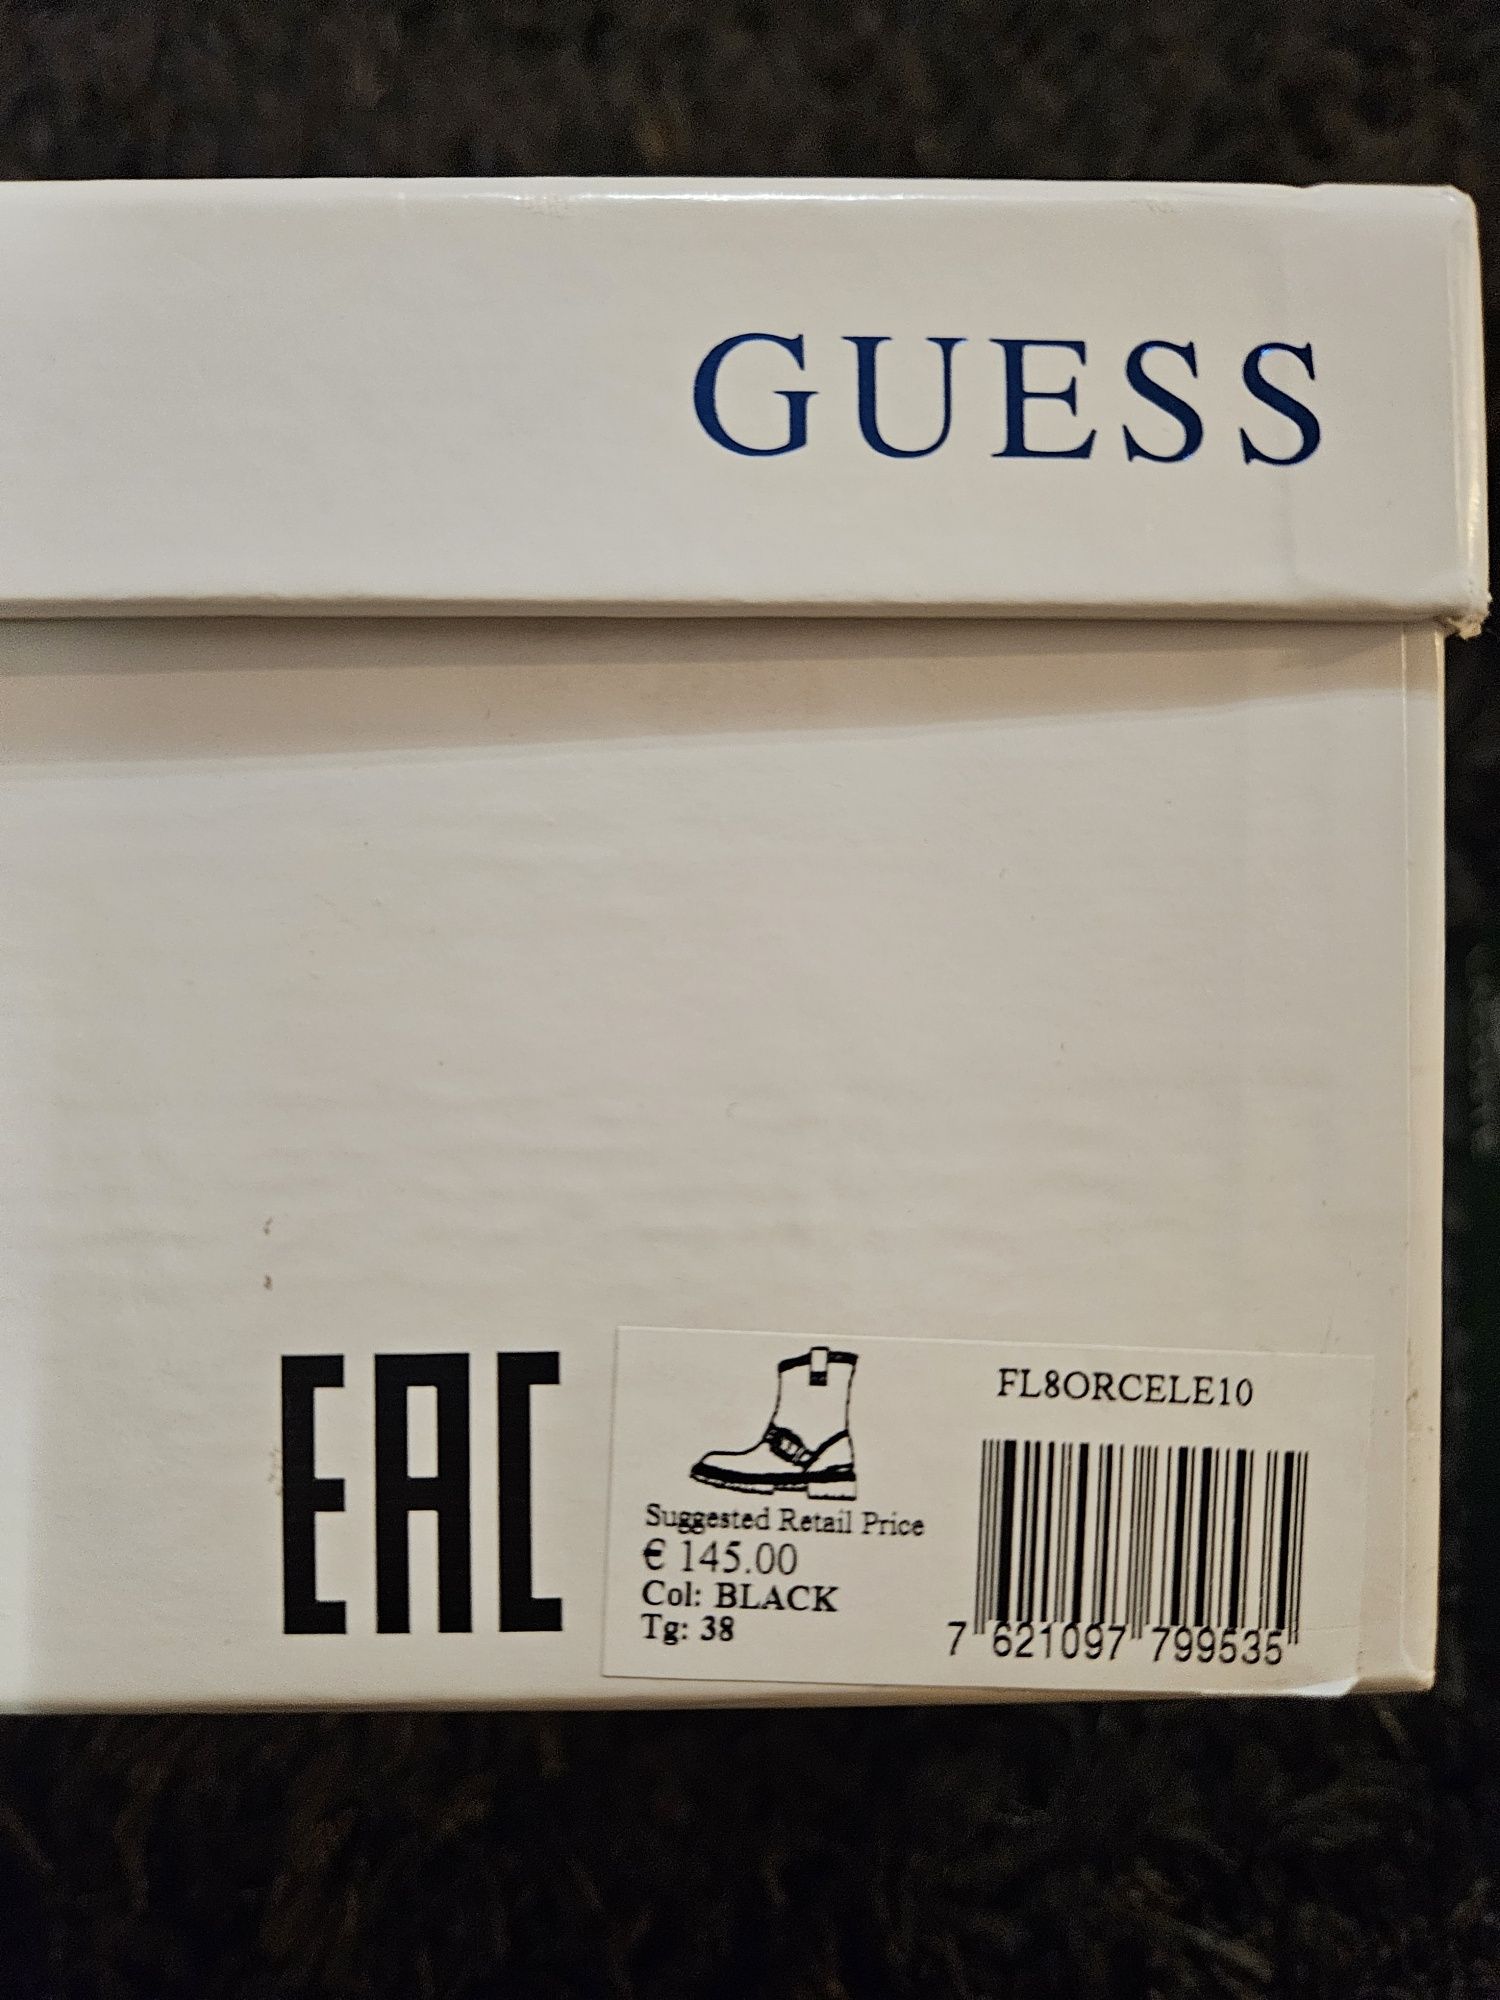 GUESS
EAC
FL8ORCELE10
Suggested Retail Price
€ 145.00
Col: BLACK
Tg: 38
7 621097 799535